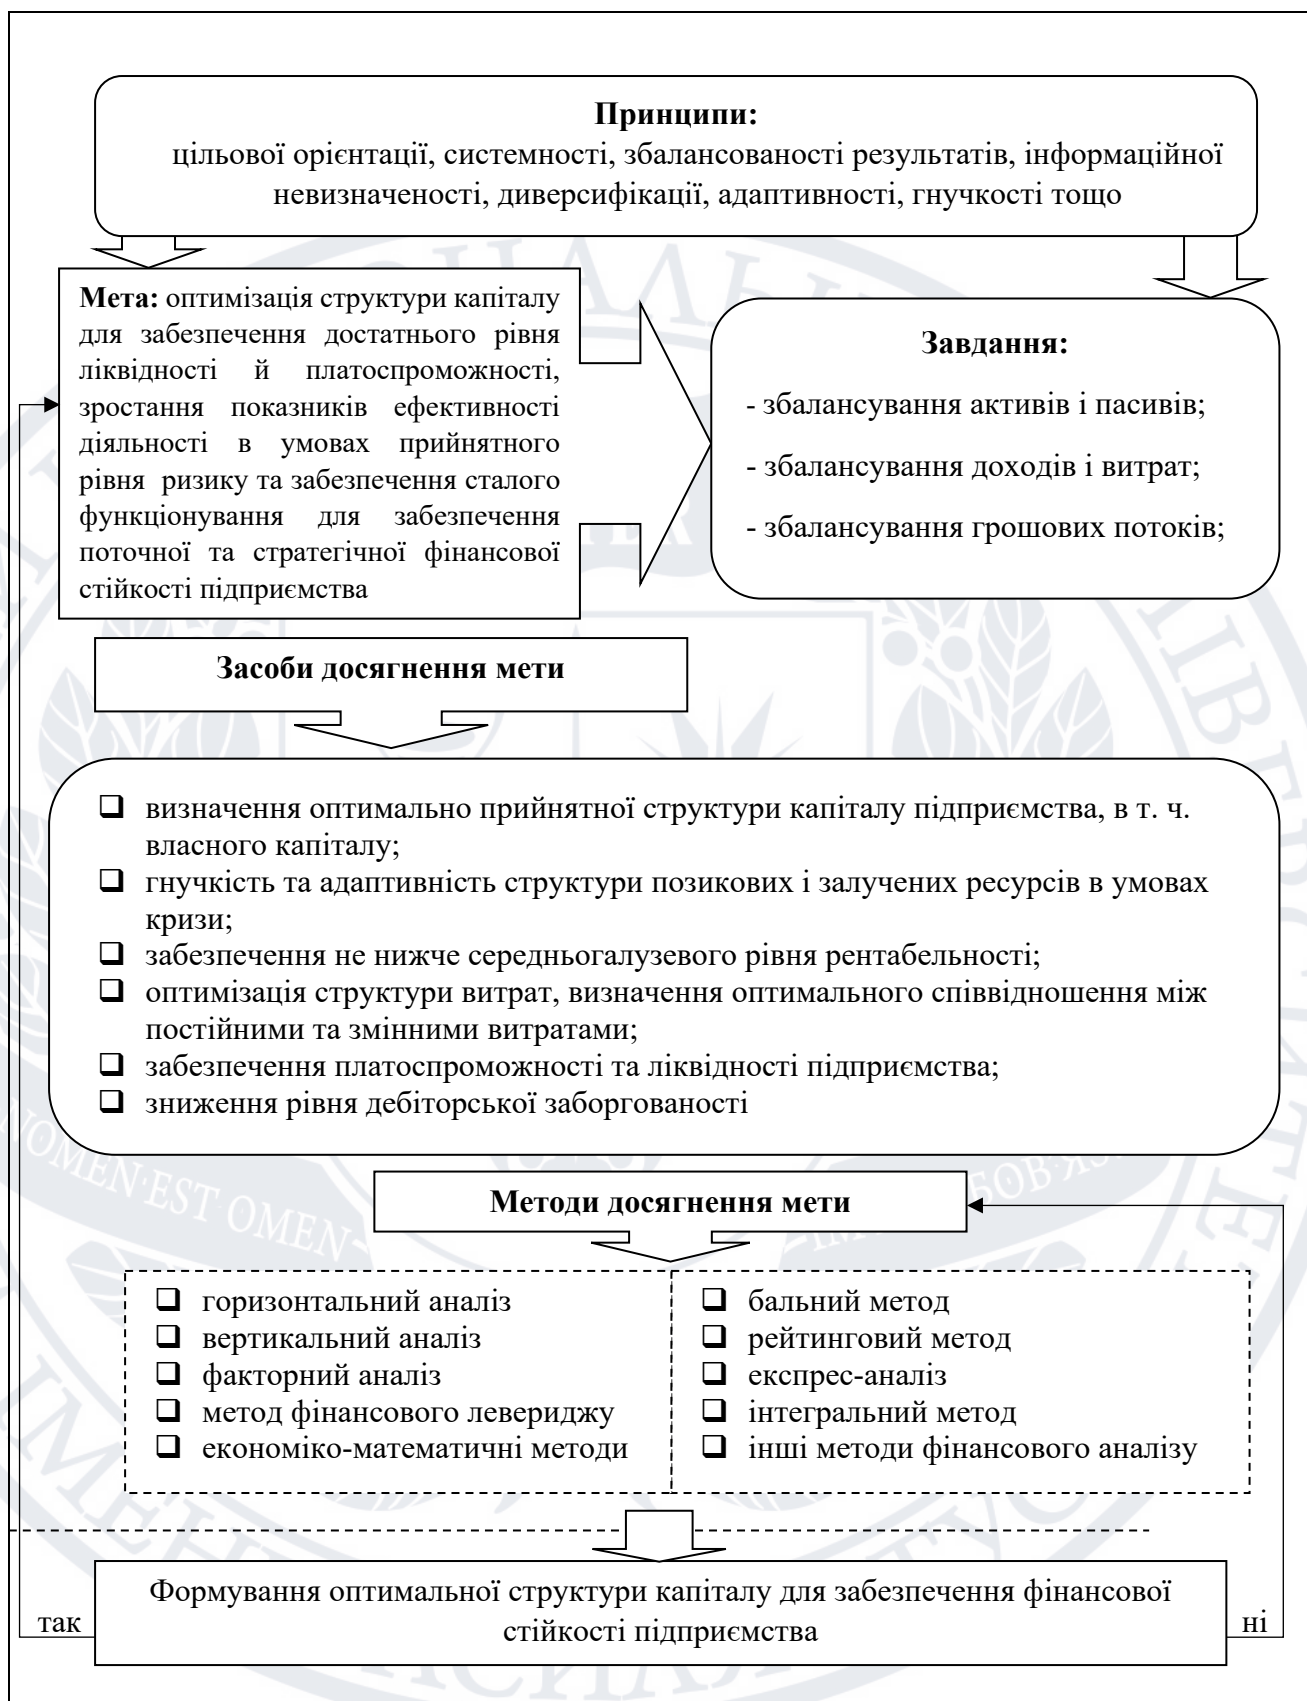 Принципи:
цільової орієнтації, системності, збалансованості результатів, інформаційної
невизначеності, диверсифікації, адаптивності, гнучкості тощо
Мета: оптимізація структури капіталу
для забезпечення достатнього рівня
ліквідності й платоспроможності,
зростання показників ефективності
діяльності в умовах прийнятного
рівня ризику та забезпечення сталого
функціонування для забезпечення
поточної та стратегічної фінансової
стійкості підприємства
Завдання:
- збалансування активів і пасивів;
- збалансування доходів і витрат;
- збалансування грошових потоків;
Засоби досягнення мети
❑ визначення оптимально прийнятної структури капіталу підприємства, в т. ч.
власного капіталу;
❑ гнучкість та адаптивність структури позикових і залучених ресурсів в умовах
кризи;
❑ забезпечення не нижче середньогалузевого рівня рентабельності;
❑ оптимізація структури витрат, визначення оптимального співвідношення між
постійними та змінними витратами;
❑ забезпечення платоспроможності та ліквідності підприємства;
❑ зниження рівня дебіторської заборгованості
NOMEN·EST OMEN
Методи досягнення мети
❑ горизонтальний аналіз
❑ вертикальний аналіз
❑ факторний аналіз
❑ метод фінансового левериджу
❑ економіко-математичні методи
❑ бальний метод
❑ рейтинговий метод
❑ експрес-аналіз
❑ інтегральний метод
❑ інші методи фінансового аналізу
Формування оптимальної структури капіталу для забезпечення фінансової
стійкості підприємства
так
ні